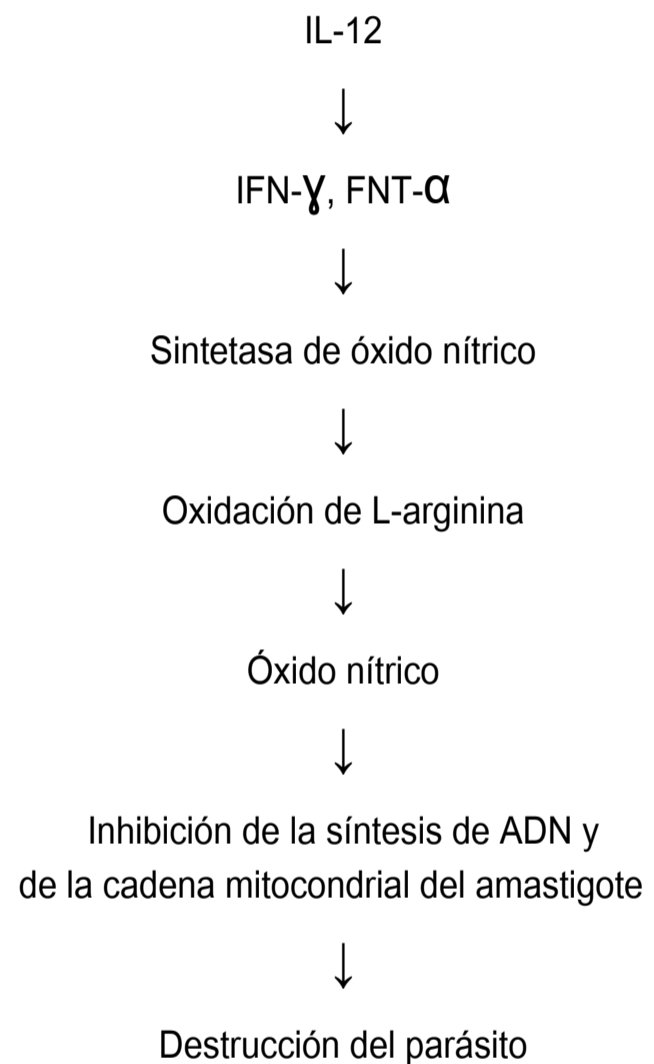 IL-12
↓
IFN-γ, FNT-α
↓
Sintetasa de óxido nítrico
↓
Oxidación de L-arginina
↓
Óxido nítrico
↓
Inhibición de la síntesis de ADN y
de la cadena mitocondrial del amastigote
↓
Destrucción del parásito